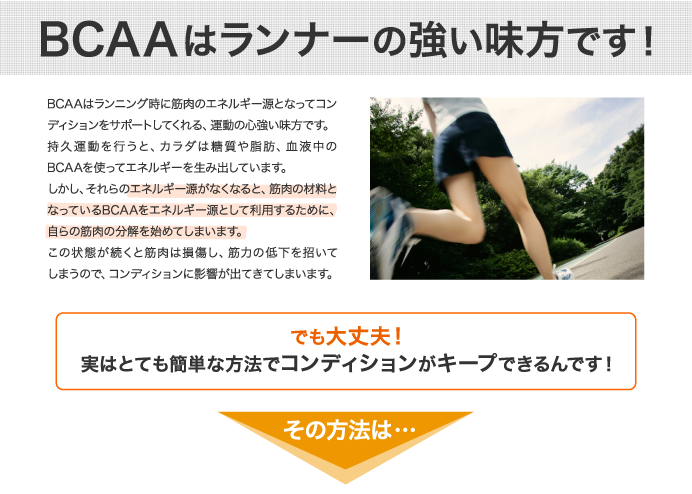 BCAAはランナーの強い味方です！
BCAAはランニング時に筋肉のエネルギー源となってコン
ディションをサポートしてくれる、運動の心強い味方です。
持久運動を行うと、カラダは糖質や脂肪、血液中の
BCAAを使ってエネルギーを生み出しています。
しかし、それらのエネルギー源がなくなると、筋肉の材料と
なっているBCAAをエネルギー源として利用するために、
自らの筋肉の分解を始めてしまいます。
この状態が続くと筋肉は損傷し、筋力の低下を招いて
しまうので、コンディションに影響が出てきてしまいます。
でも大丈夫！
実はとても簡単な方法でコンディションがキープできるんです！
その方法は…